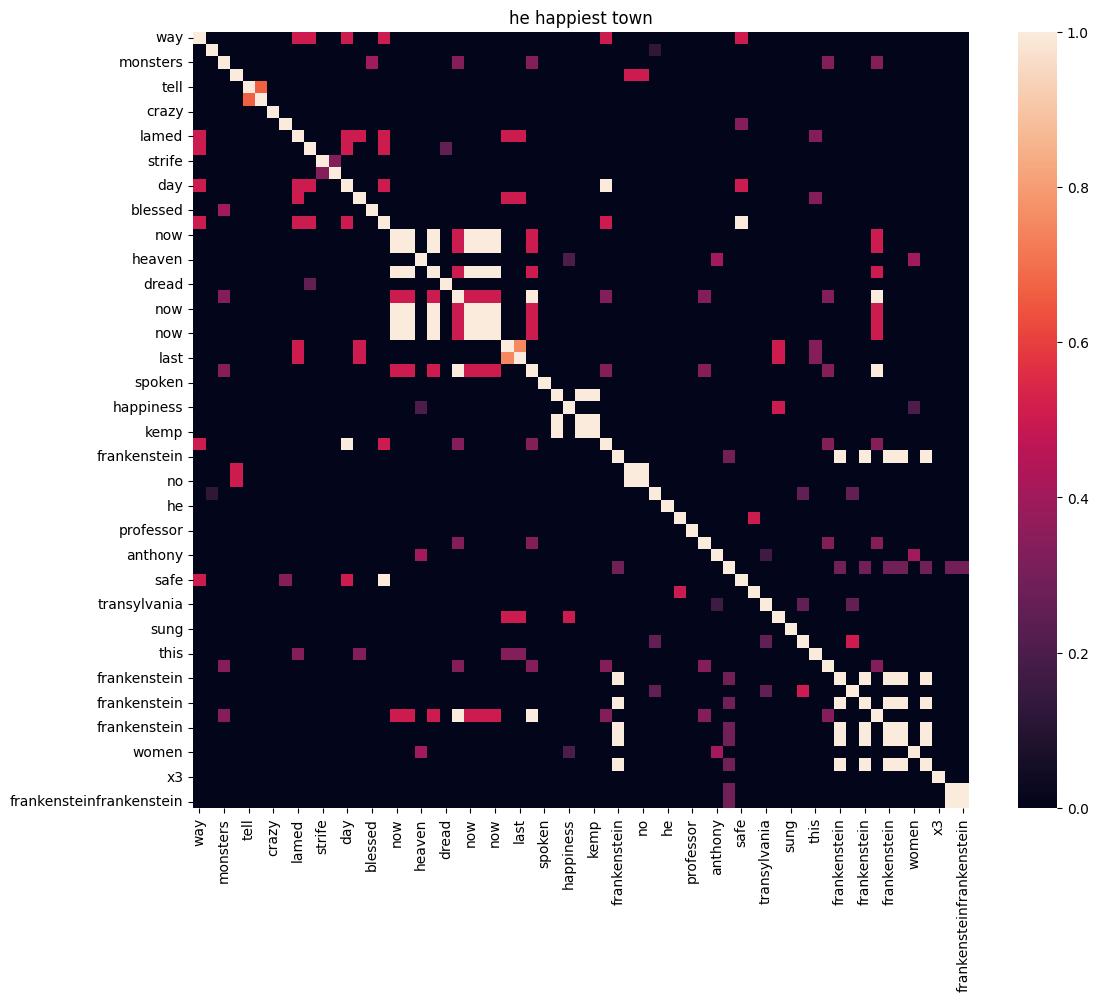 he happiest town
way
monsters
tell
crazy
lamed
strife
day
blessed
now
heaven
dread
now
now
last
spoken
happiness
kemp
frankenstein
no
he
professor
anthony
safe
transylvania
sung
this
frankenstein
frankenstein
frankenstein
women
x3
frankensteinfrankenstein
way
monsters
tell
crazy
lamed
strife
day
blessed
now
heaven
dread
now
now
last
spoken
happiness
kemp
frankenstein
no
he
professor
anthony
safe
transylvania
sung
this
frankenstein
frankenstein
frankenstein
women
x3
frankensteinfrankenstein
1.0
0.8
0.6
0.4
0.2
0.0